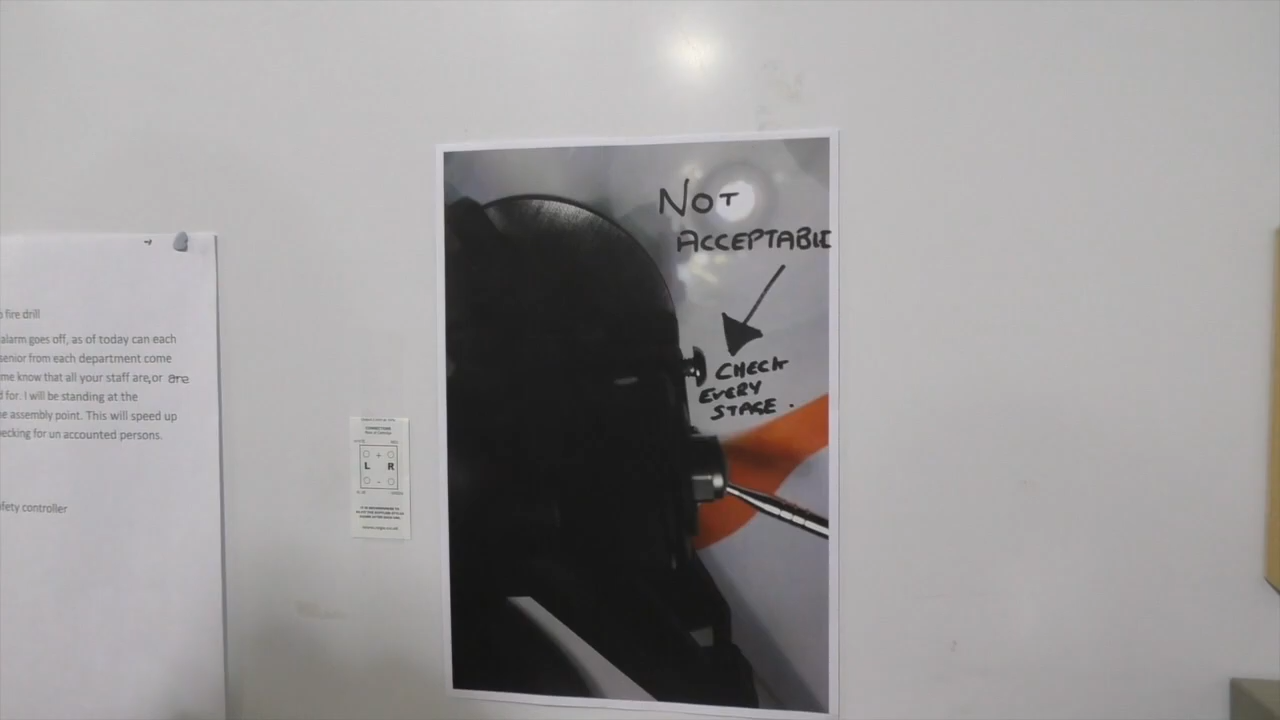 fire drill
alarm goes off, as of today can each
senior from each department come
me know that all your staff are,or are
for. I will be standing at the
assembly point. This will speed up
ecking for un accounted persons.
fety controller
CONNECTIONS
+
L R
-
NOT
ACCEPTABLE
CHECK
EVERY
STAGE.